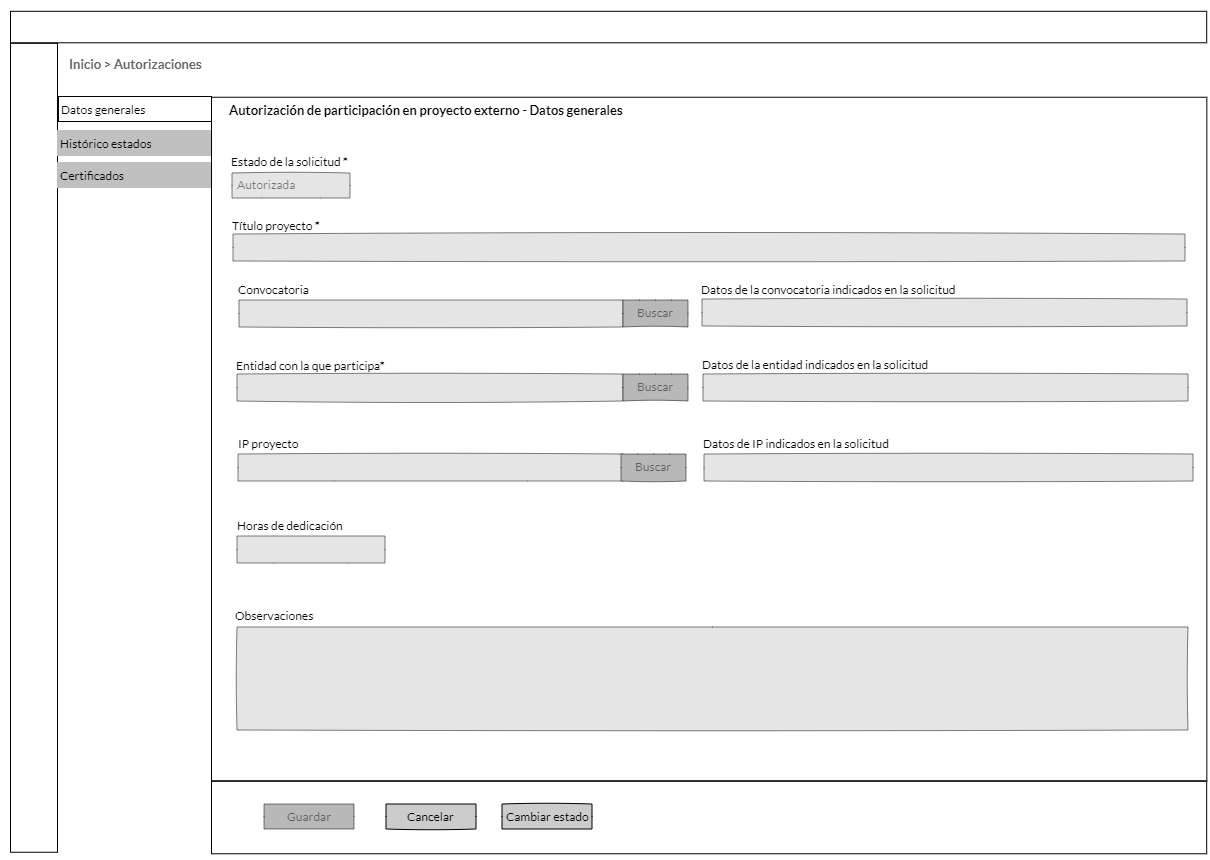 Inicio > Autorizaciones
Datos generales
Histórico estados
Certificados
Autorización de participación en proyecto externo - Datos generales
Estado de la solicitud *
Autorizada
Título proyecto *
Convocatoria
Datos de la convocatoria indicados en la solicitud
Buscar
Entidad con la que participa*
Datos de la entidad indicados en la solicitud
Buscar
IP proyecto
Datos de IP indicados en la solicitud
Buscar
Horas de dedicación
Observaciones
Guardar
Cancelar
Cambiar estado